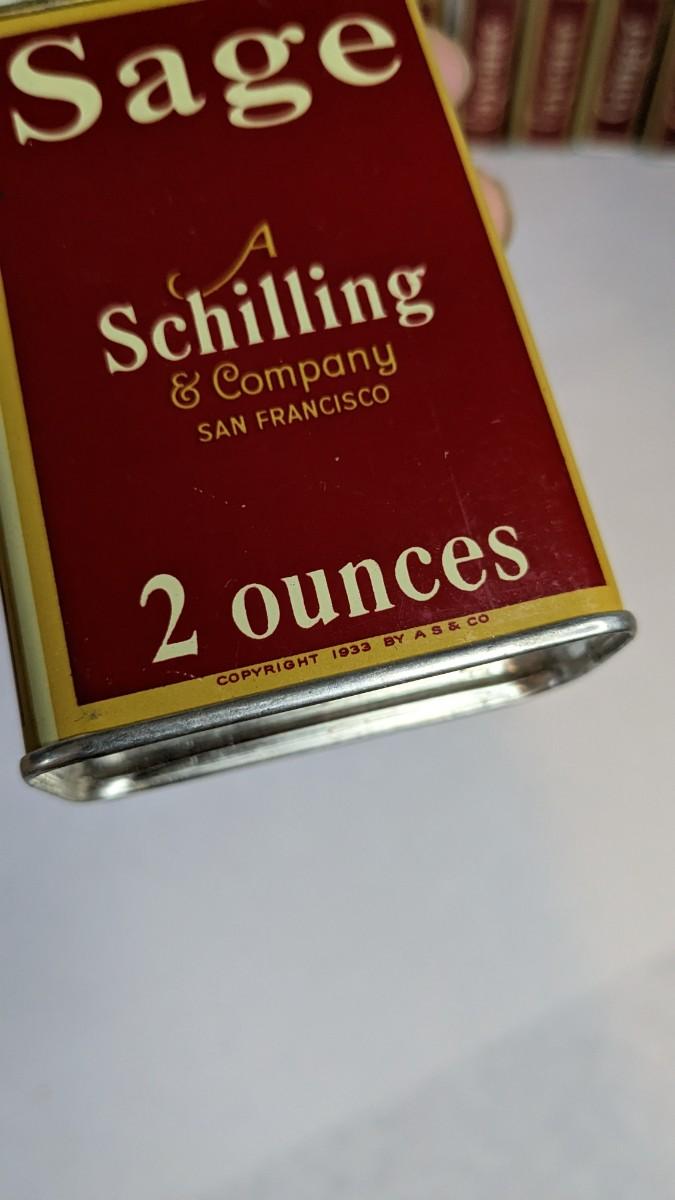 Sage
A
Schilling
& Company
SAN FRANCISCO
2 ounces
COPYRIGHT 1933 BY A S & CO